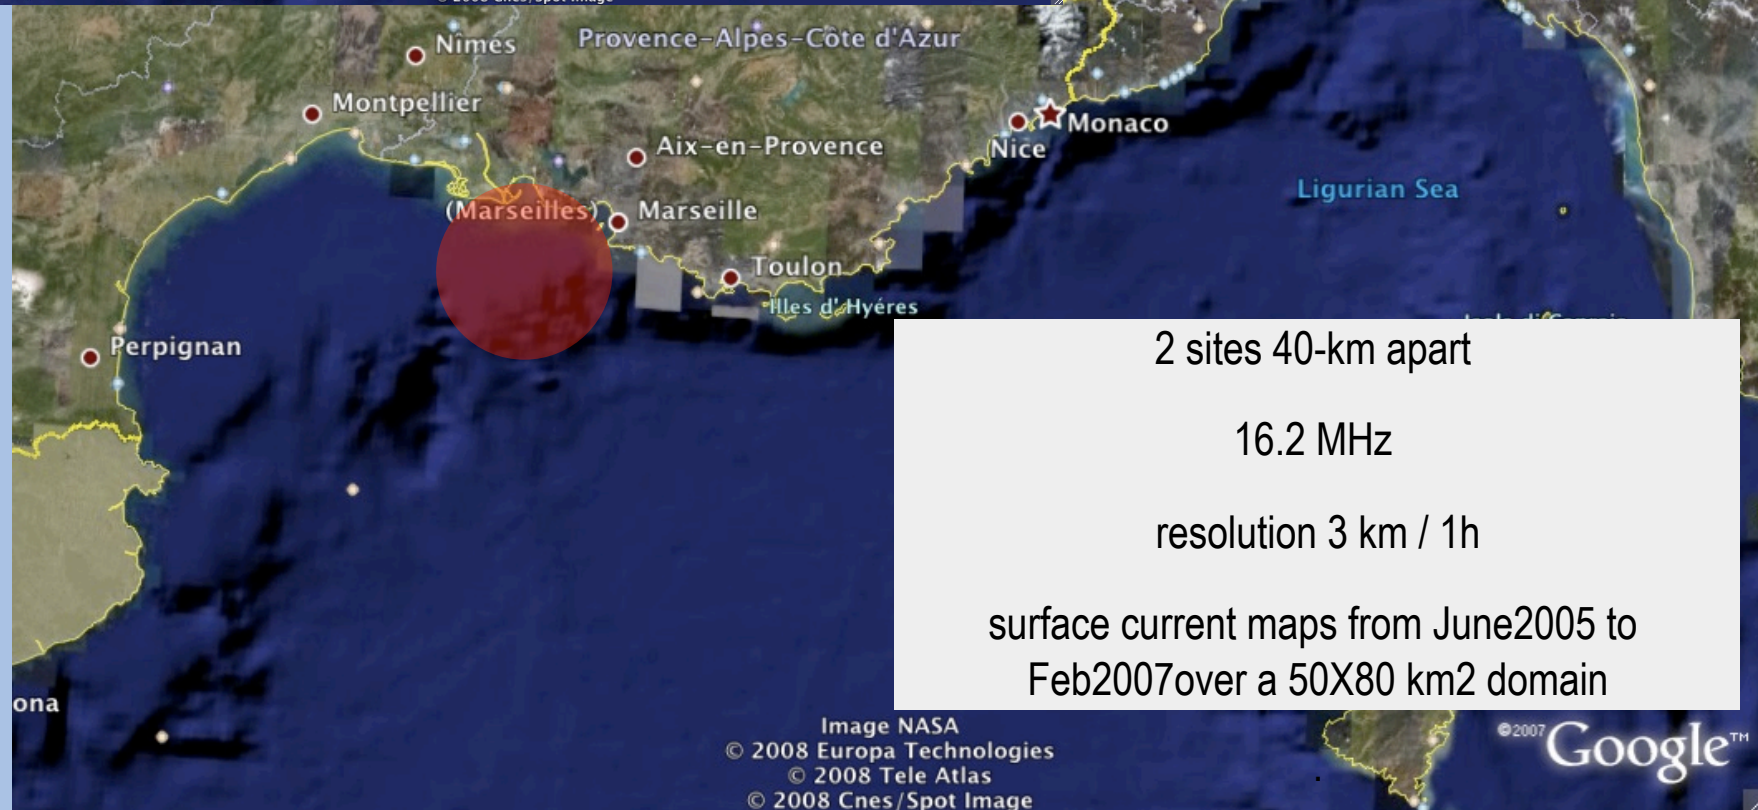 Nîmes
Provence-Alpes-Côte d'Azur
Montpellier
Monaco
Aix-en-Provence
Nice
Ligurian Sea
(Marseilles)
Marseille
Toulon
Illes d'Hyéres
Perpignan
2 sites 40-km apart
16.2 MHz
resolution 3 km / 1h
surface current maps from June2005 to
Feb2007over a 50X80 km2 domain
ona
Image NASA
© 2008 Europa Technologies
© 2008 Tele Atlas
© 2008 Cnes/Spot Image
©2007 Google™